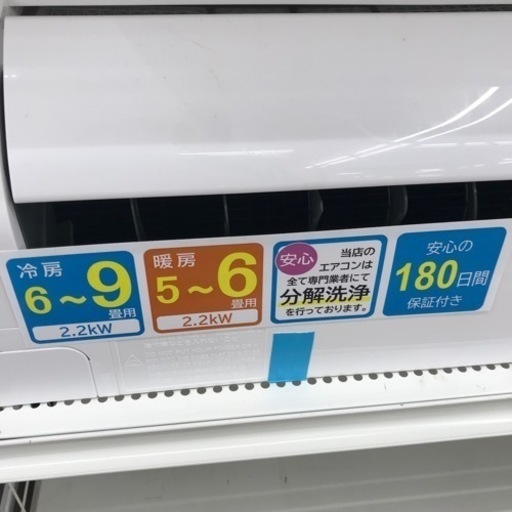 冷房
6～9
畳用
2.2kW
暖房
5～6
畳用
2.2kW
安心
当店の
エアコンは
全て専門業者にて
分解洗浄
を行っております。
安心の
180日間
保証付き